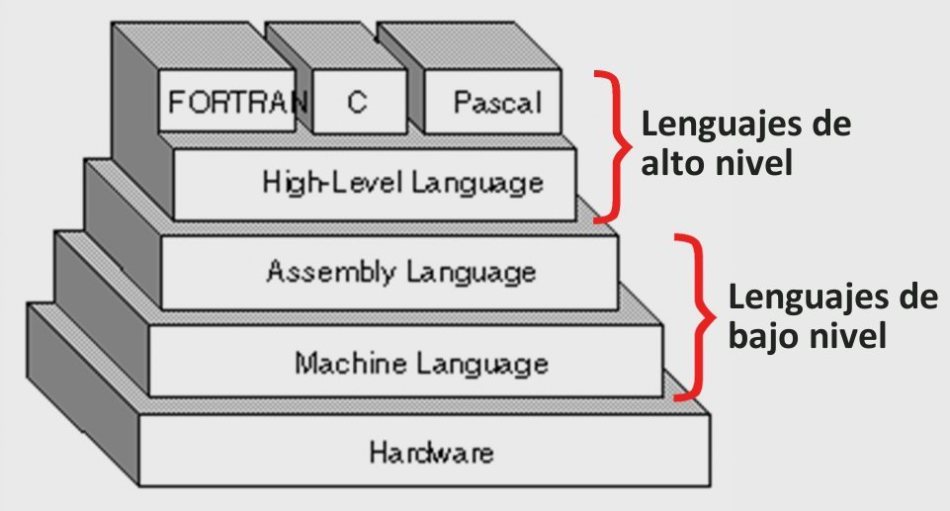 FORTRAN C Pascal
Lenguajes de
alto nivel
High-Level Language
Assembly Language
Lenguajes de
bajo nivel
Machine Language
Hardware